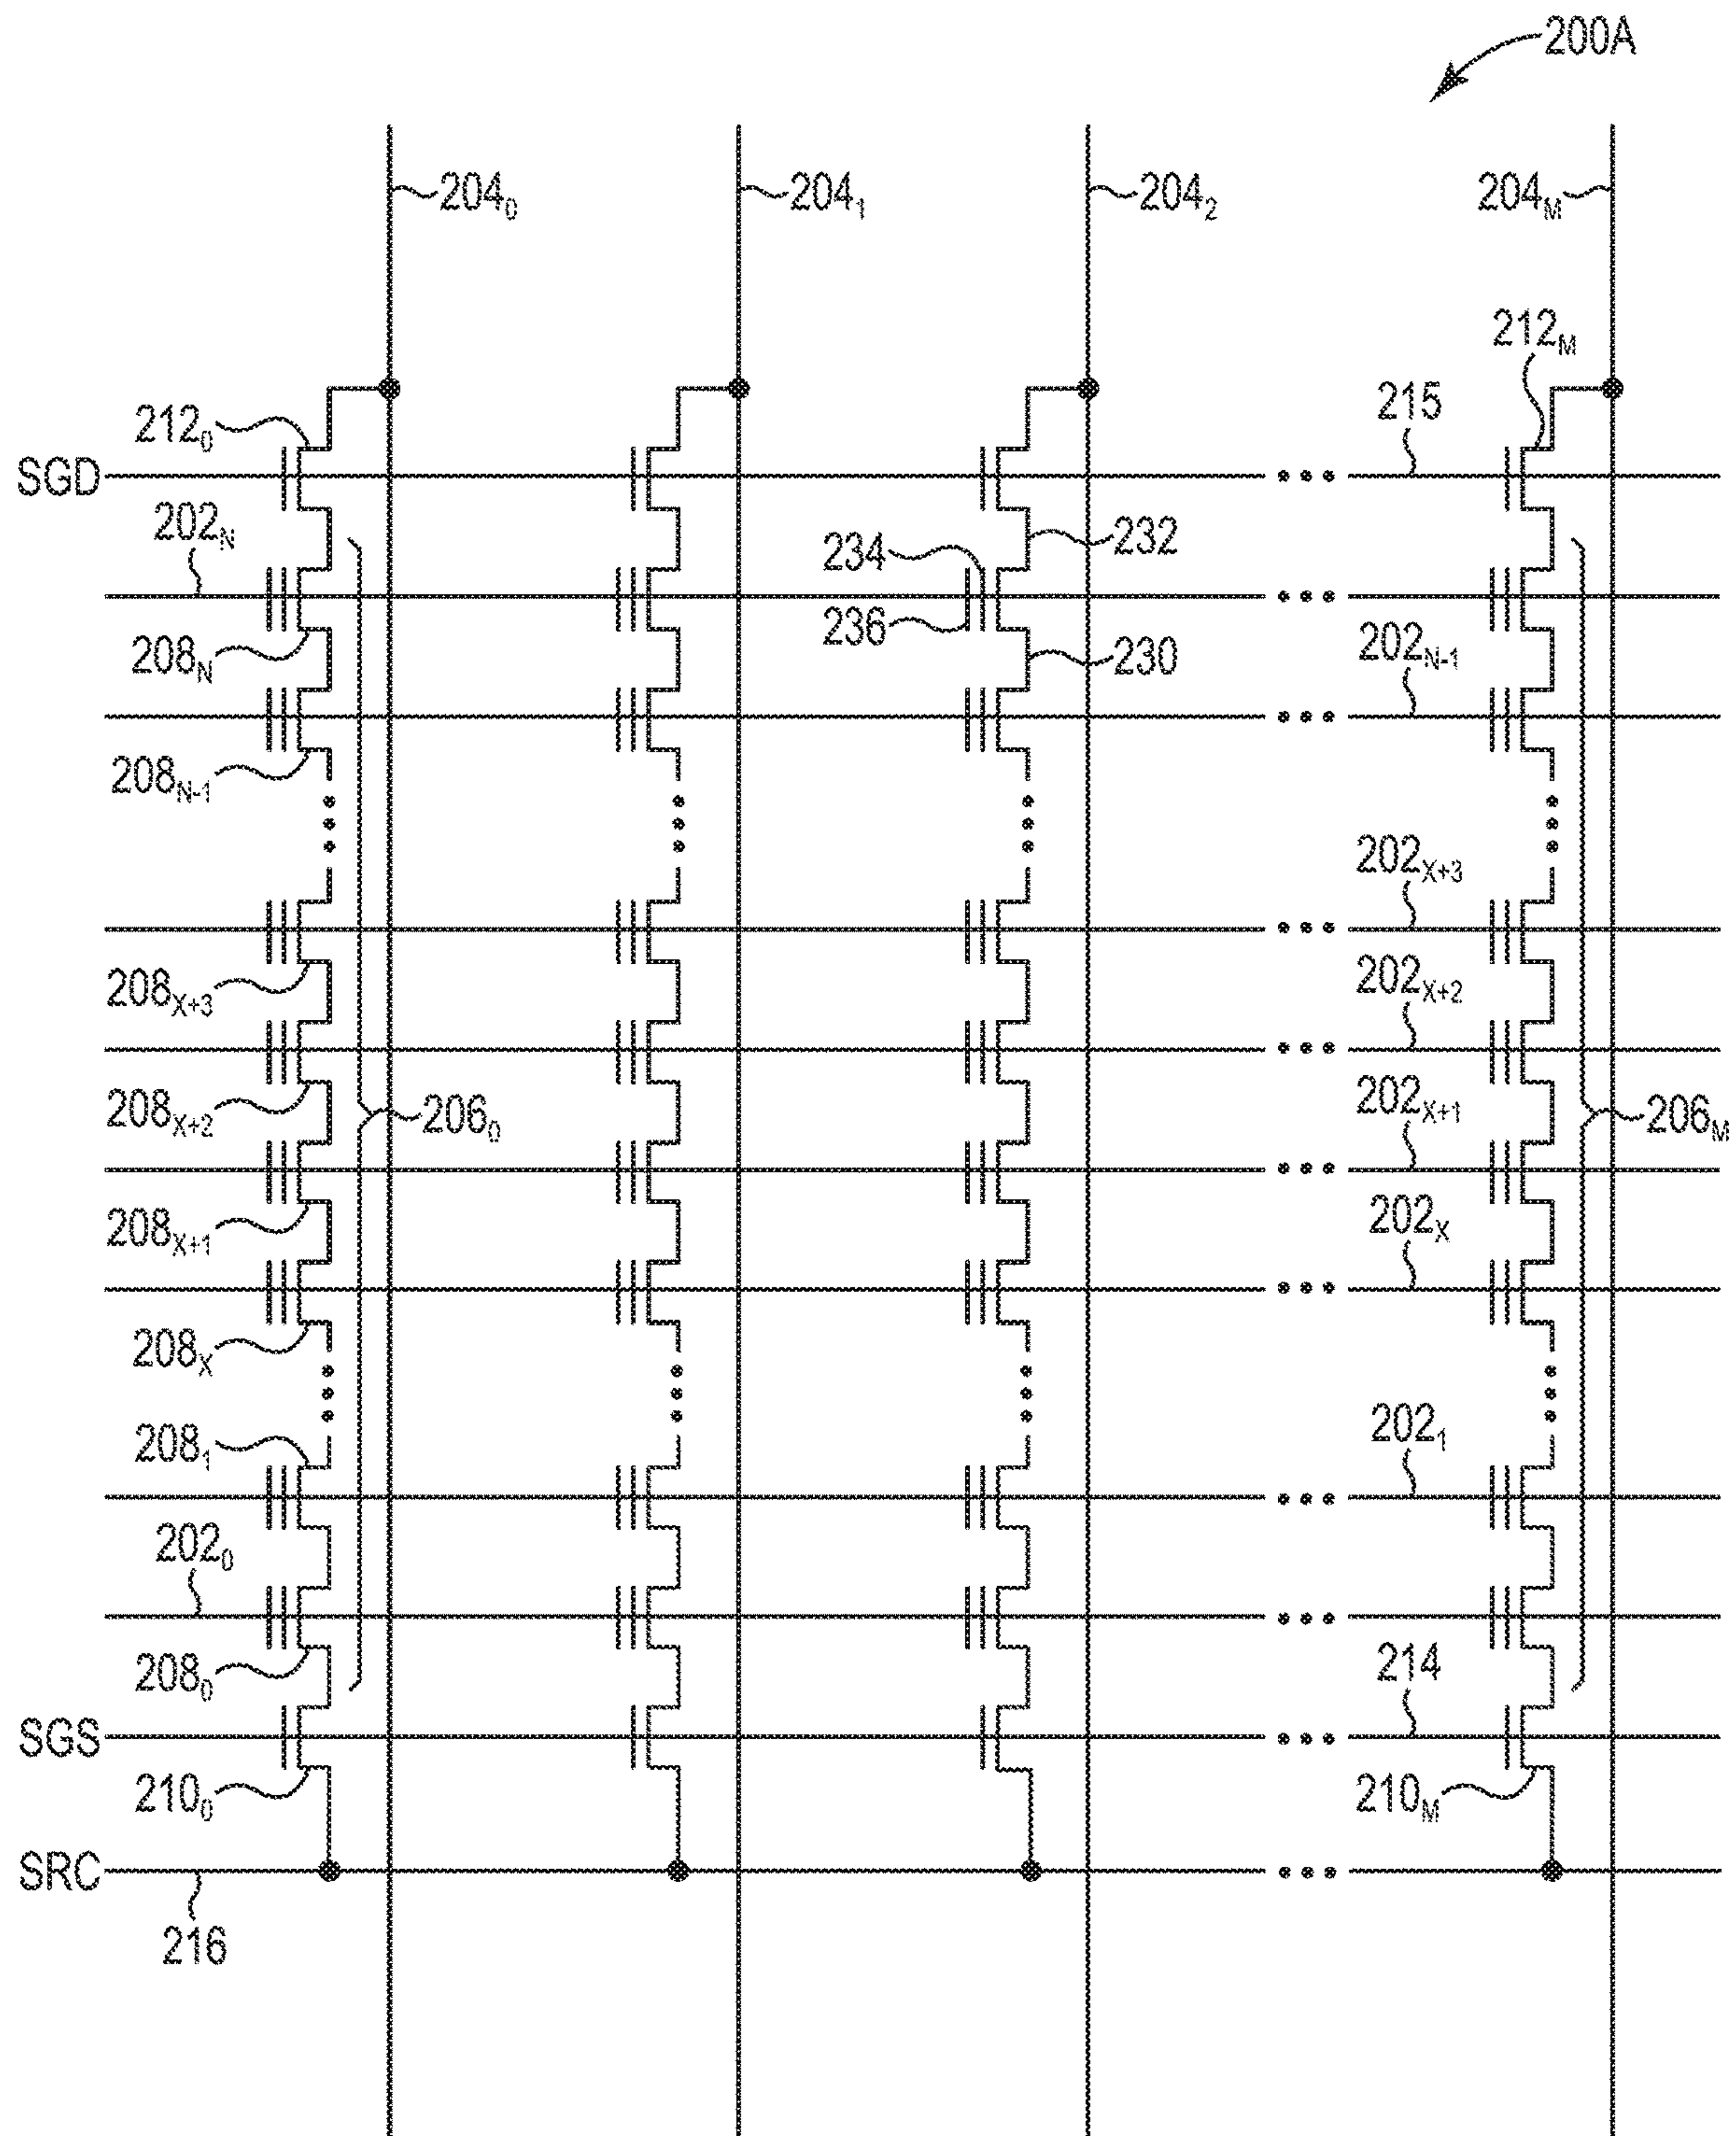 200A
204₀ 204₁ 204₂ 204M
212M
212₀ 215
SGD
202N 234 232
236
208N 230 202N-1
208N-1
202X+3
208X+3 202X+2
208X+2 206₀ 202X+1 206M
208X+1 202X
208X
208₁ 202₁
202₀
208₀ 214
SGS
210₀ 210M
SRC
216